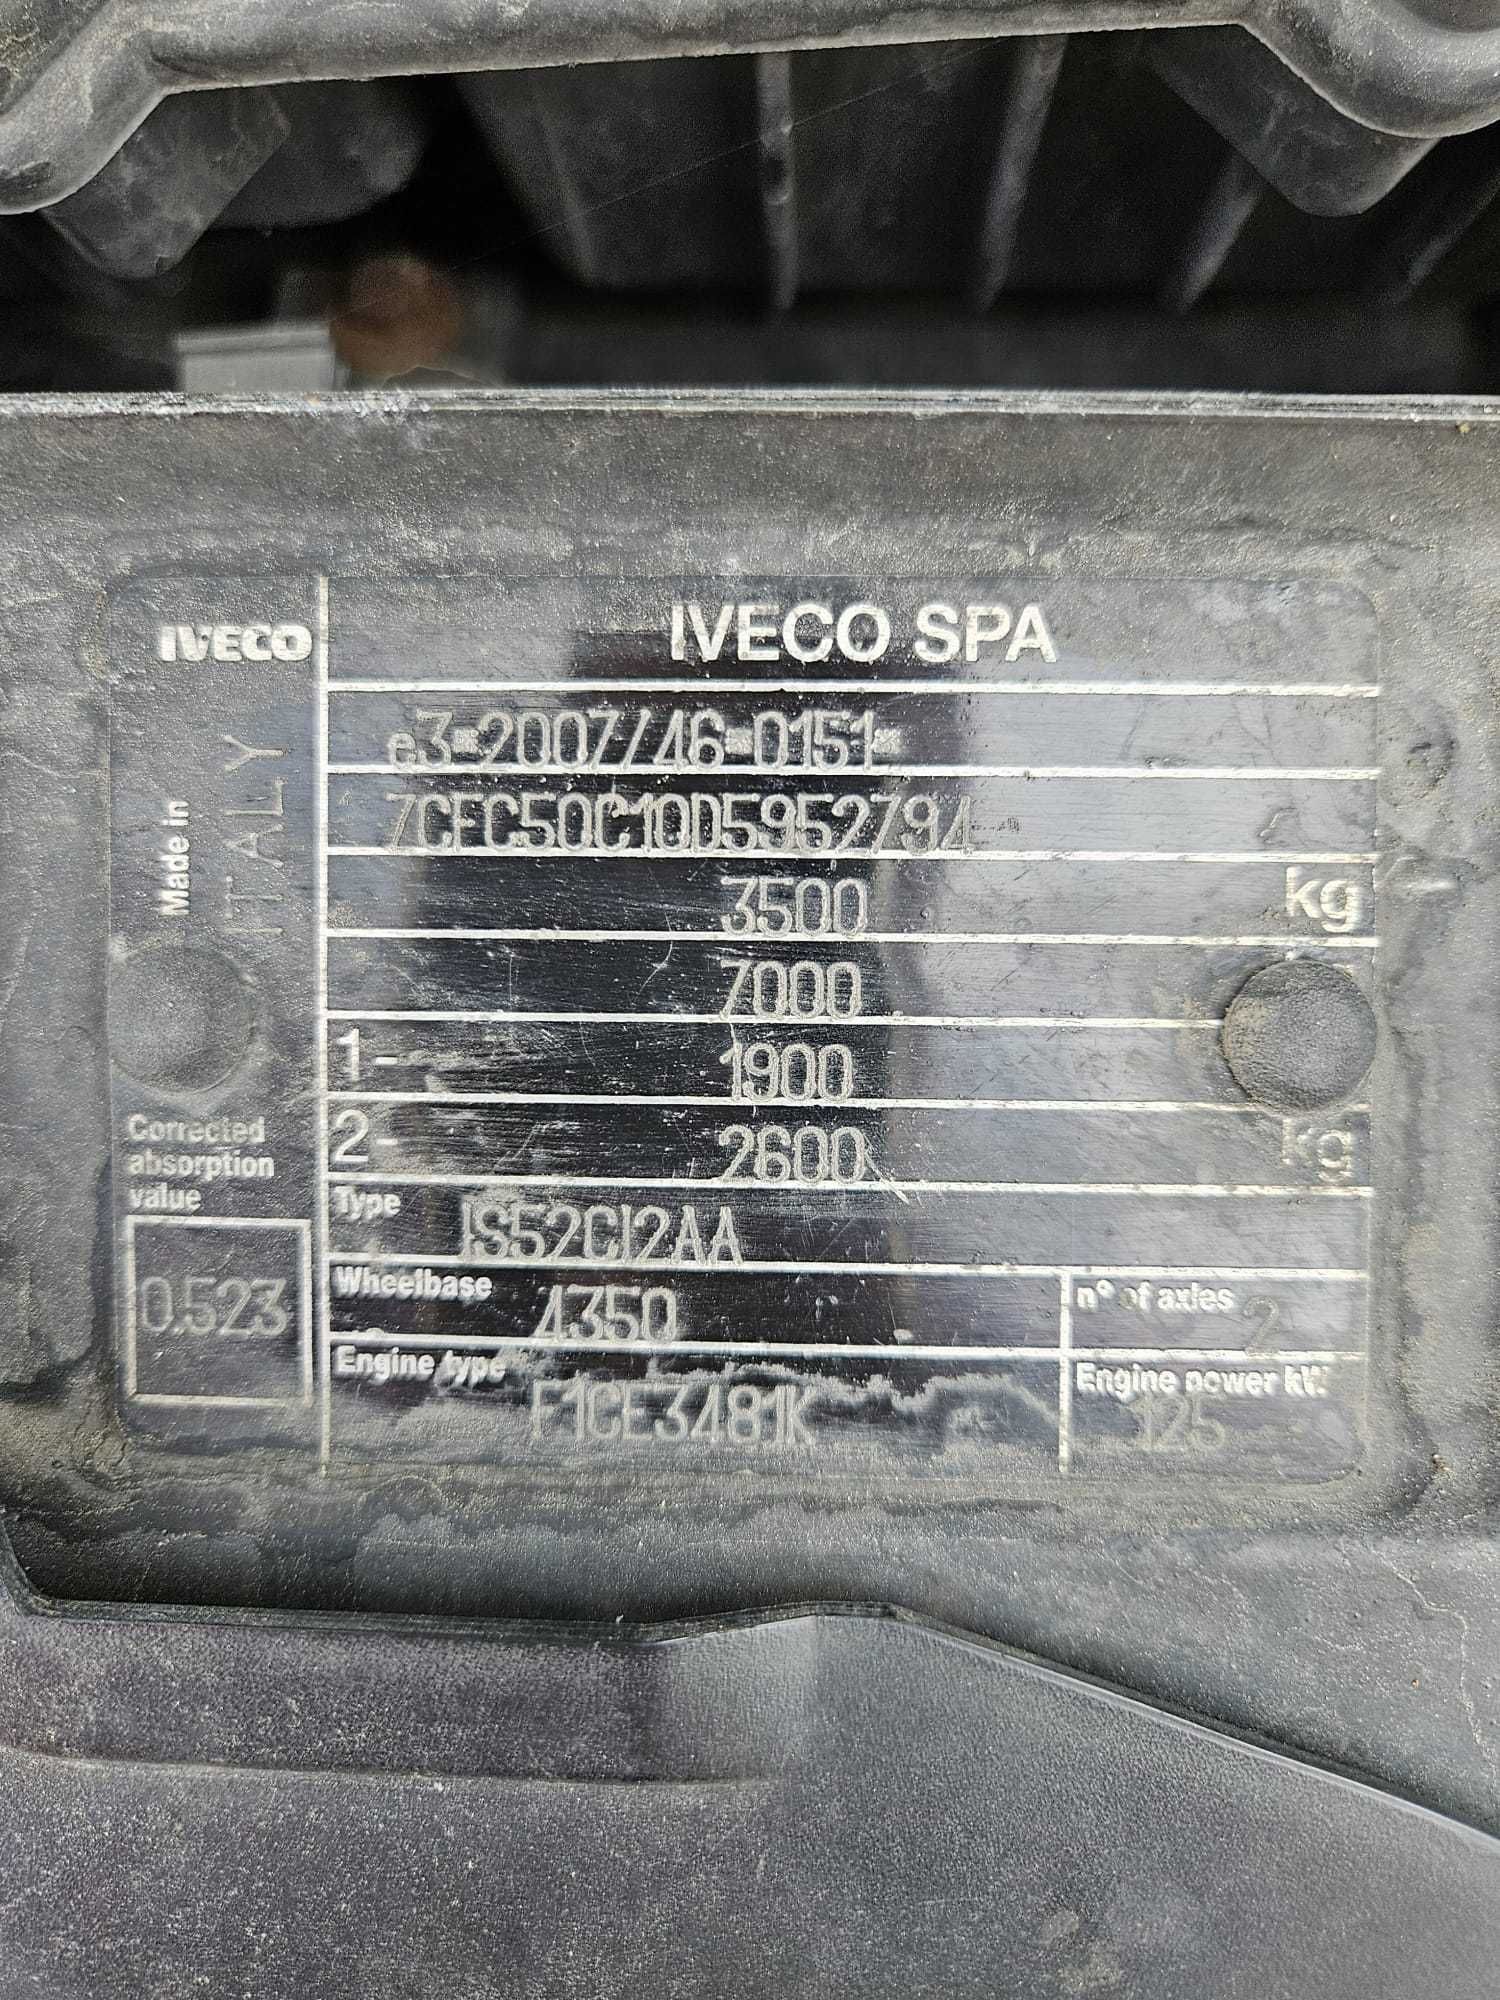 IVECO
IVECO SPA
e3*2007/46*0151*
ZCFC50C10D5952794
3500 kg
7000
1- 1900
2- 2600 kg
Type IS52CI2AA
Wheelbase 4350
n° of axles 2
Engine type F1CE3481K
Engine power kW 125
Made in ITALY
Corrected
absorption
value
0.523